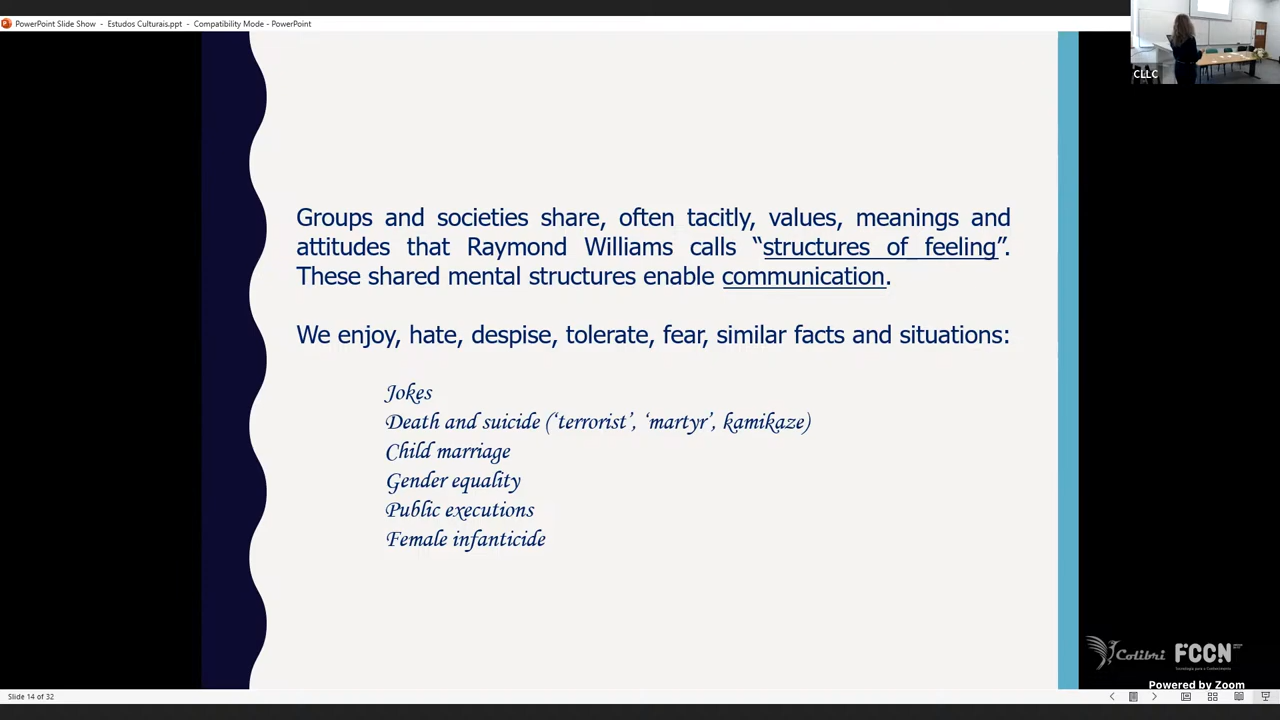 PowerPoint Slide Show - Estudos Culturais.ppt - Compatibility Mode - PowerPoint
CLLC
Groups and societies share, often tacitly, values, meanings and
attitudes that Raymond Williams calls “structures of feeling”.
These shared mental structures enable communication.
We enjoy, hate, despise, tolerate, fear, similar facts and situations:
Jokes
Death and suicide (‘terrorist’, ‘martyr’, kamikaze)
Child marriage
Gender equality
Public executions
Female infanticide
Colibri FCCN
Powered by Zoom
Slide 14 of 32